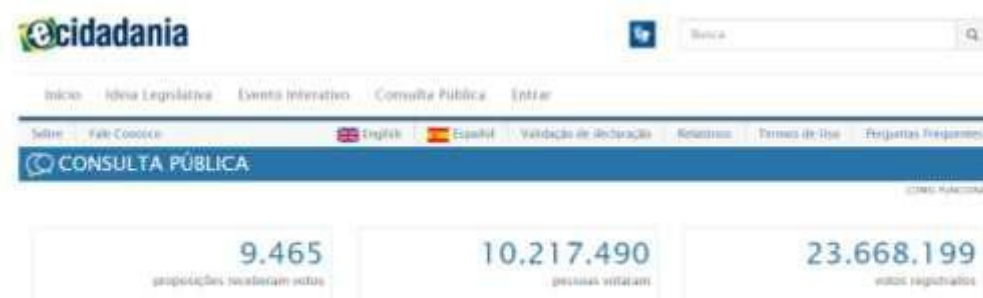 ecidadania
Busca
Início Ideia Legislativa Evento Interativo Consulta Pública Entrar
Sobre Fale Conosco English Español Validação de declaração Relatórios Termos de Uso Perguntas Frequentes
CONSULTA PÚBLICA
COMO FUNCIONA
9.465 10.217.490 23.668.199
proposições receberam votos pessoas votaram votos registrados